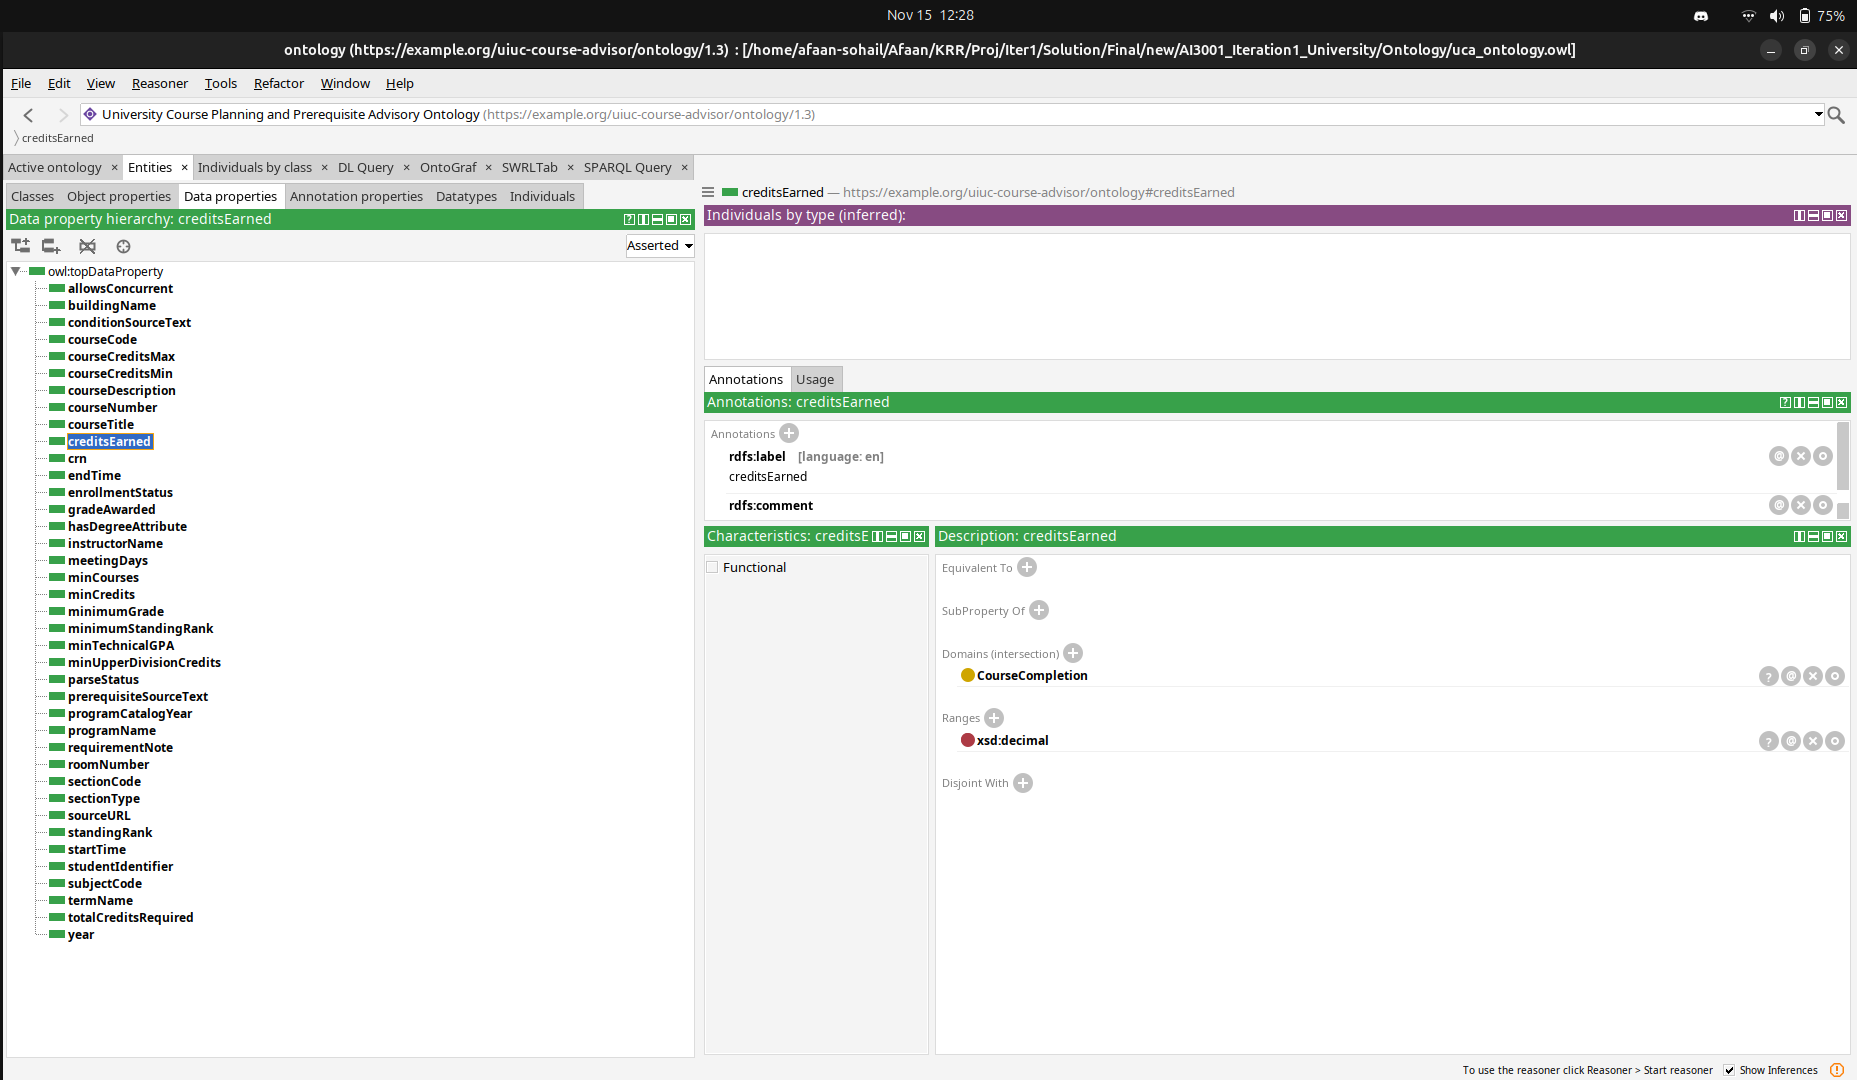 Nov 15 12:28
75%
ontology (https://example.org/uiuc-course-advisor/ontology/1.3) : [/home/afaan-sohail/Afaan/KRR/Proj/Iter1/Solution/Final/new/AI3001_Iteration1_University/Ontology/uca_ontology.owl]
File Edit View Reasoner Tools Refactor Window Help
University Course Planning and Prerequisite Advisory Ontology (https://example.org/uiuc-course-advisor/ontology/1.3)
creditsEarned
Active ontology × Entities × Individuals by class × DL Query × OntoGraf × SWRLTab × SPARQL Query ×
Classes Object properties Data properties Annotation properties Datatypes Individuals
Data property hierarchy: creditsEarned
Asserted
owl:topDataProperty
allowsConcurrent
buildingName
conditionSourceText
courseCode
courseCreditsMax
courseCreditsMin
courseDescription
courseNumber
courseTitle
creditsEarned
crn
endTime
enrollmentStatus
gradeAwarded
hasDegreeAttribute
instructorName
meetingDays
minCourses
minCredits
minimumGrade
minimumStandingRank
minTechnicalGPA
minUpperDivisionCredits
parseStatus
prerequisiteSourceText
programCatalogYear
programName
requirementNote
roomNumber
sectionCode
sectionType
sourceURL
standingRank
startTime
studentIdentifier
subjectCode
termName
totalCreditsRequired
year
creditsEarned — https://example.org/uiuc-course-advisor/ontology#creditsEarned
Individuals by type (inferred):
Annotations Usage
Annotations: creditsEarned
Annotations
rdfs:label [language: en]
creditsEarned
rdfs:comment
Characteristics: creditsE
Functional
Description: creditsEarned
Equivalent To
SubProperty Of
Domains (intersection)
CourseCompletion
Ranges
xsd:decimal
Disjoint With
To use the reasoner click Reasoner > Start reasoner Show Inferences